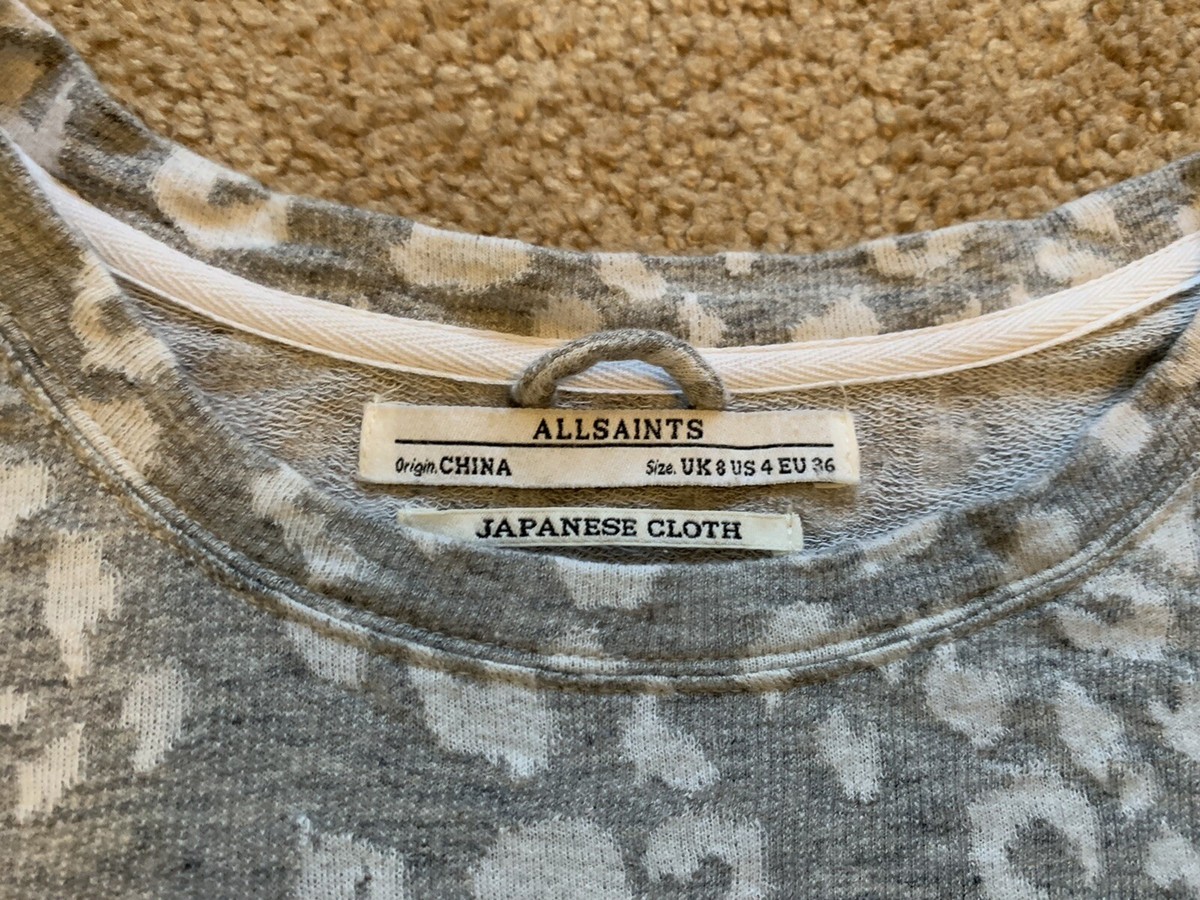 ALLSAINTS
Origin. CHINA Size. UK 8 US 4 EU 36
JAPANESE CLOTH